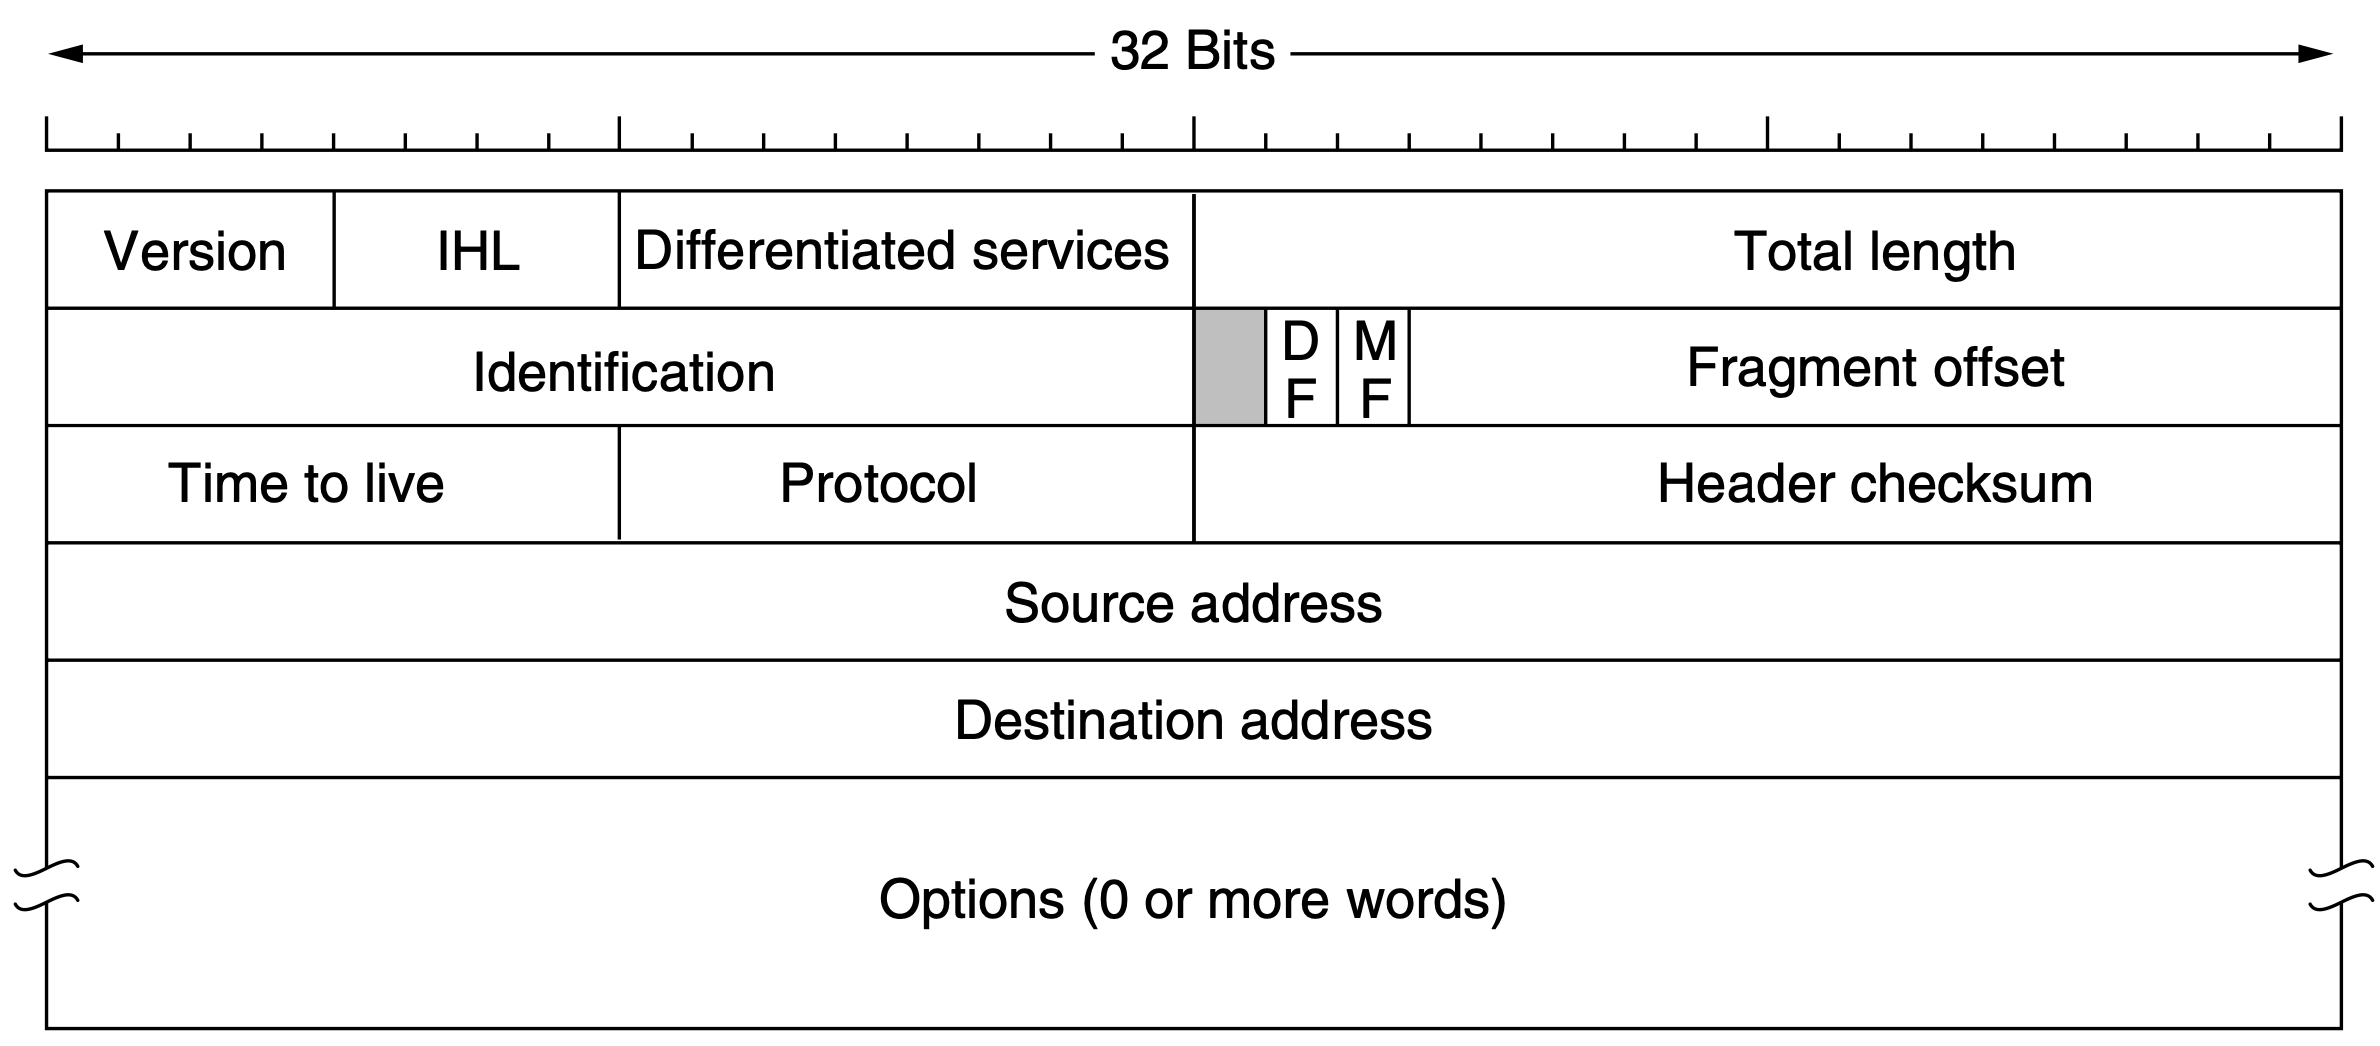 32 Bits
Version IHL Differentiated services Total length
Identification D F M F Fragment offset
Time to live Protocol Header checksum
Source address
Destination address
Options (0 or more words)